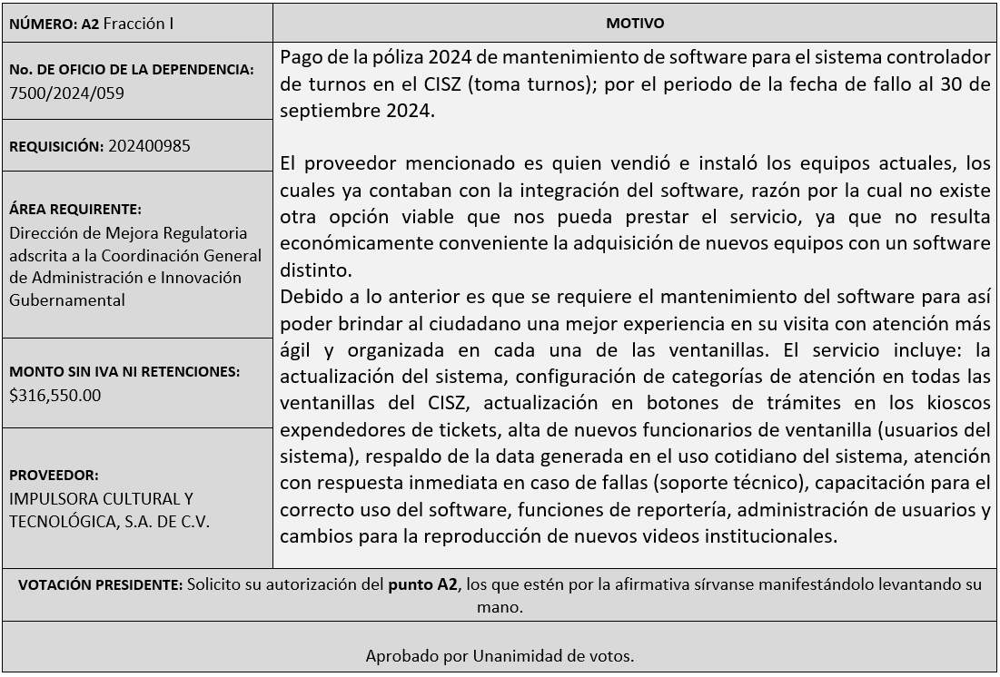 NÚMERO: A2 Fracción I
MOTIVO
No. DE OFICIO DE LA DEPENDENCIA:
7500/2024/059
REQUISICIÓN: 202400985
ÁREA REQUIRENTE:
Dirección de Mejora Regulatoria
adscrita a la Coordinación General
de Administración e Innovación
Gubernamental
MONTO SIN IVA NI RETENCIONES:
$316,550.00
PROVEEDOR:
IMPULSORA CULTURAL Y
TECNOLÓGICA, S.A. DE C.V.
Pago de la póliza 2024 de mantenimiento de software para el sistema controlador
de turnos en el CISZ (toma turnos); por el periodo de la fecha de fallo al 30 de
septiembre 2024.
El proveedor mencionado es quien vendió e instaló los equipos actuales, los
cuales ya contaban con la integración del software, razón por la cual no existe
otra opción viable que nos pueda prestar el servicio, ya que no resulta
económicamente conveniente la adquisición de nuevos equipos con un software
distinto.
Debido a lo anterior es que se requiere el mantenimiento del software para así
poder brindar al ciudadano una mejor experiencia en su visita con atención más
ágil y organizada en cada una de las ventanillas. El servicio incluye: la
actualización del sistema, configuración de categorías de atención en todas las
ventanillas del CISZ, actualización en botones de trámites en los kioscos
expendedores de tickets, alta de nuevos funcionarios de ventanilla (usuarios del
sistema), respaldo de la data generada en el uso cotidiano del sistema, atención
con respuesta inmediata en caso de fallas (soporte técnico), capacitación para el
correcto uso del software, funciones de reportería, administración de usuarios y
cambios para la reproducción de nuevos videos institucionales.
VOTACIÓN PRESIDENTE: Solicito su autorización del punto A2, los que estén por la afirmativa sírvanse manifestándolo levantando su
mano.
Aprobado por Unanimidad de votos.